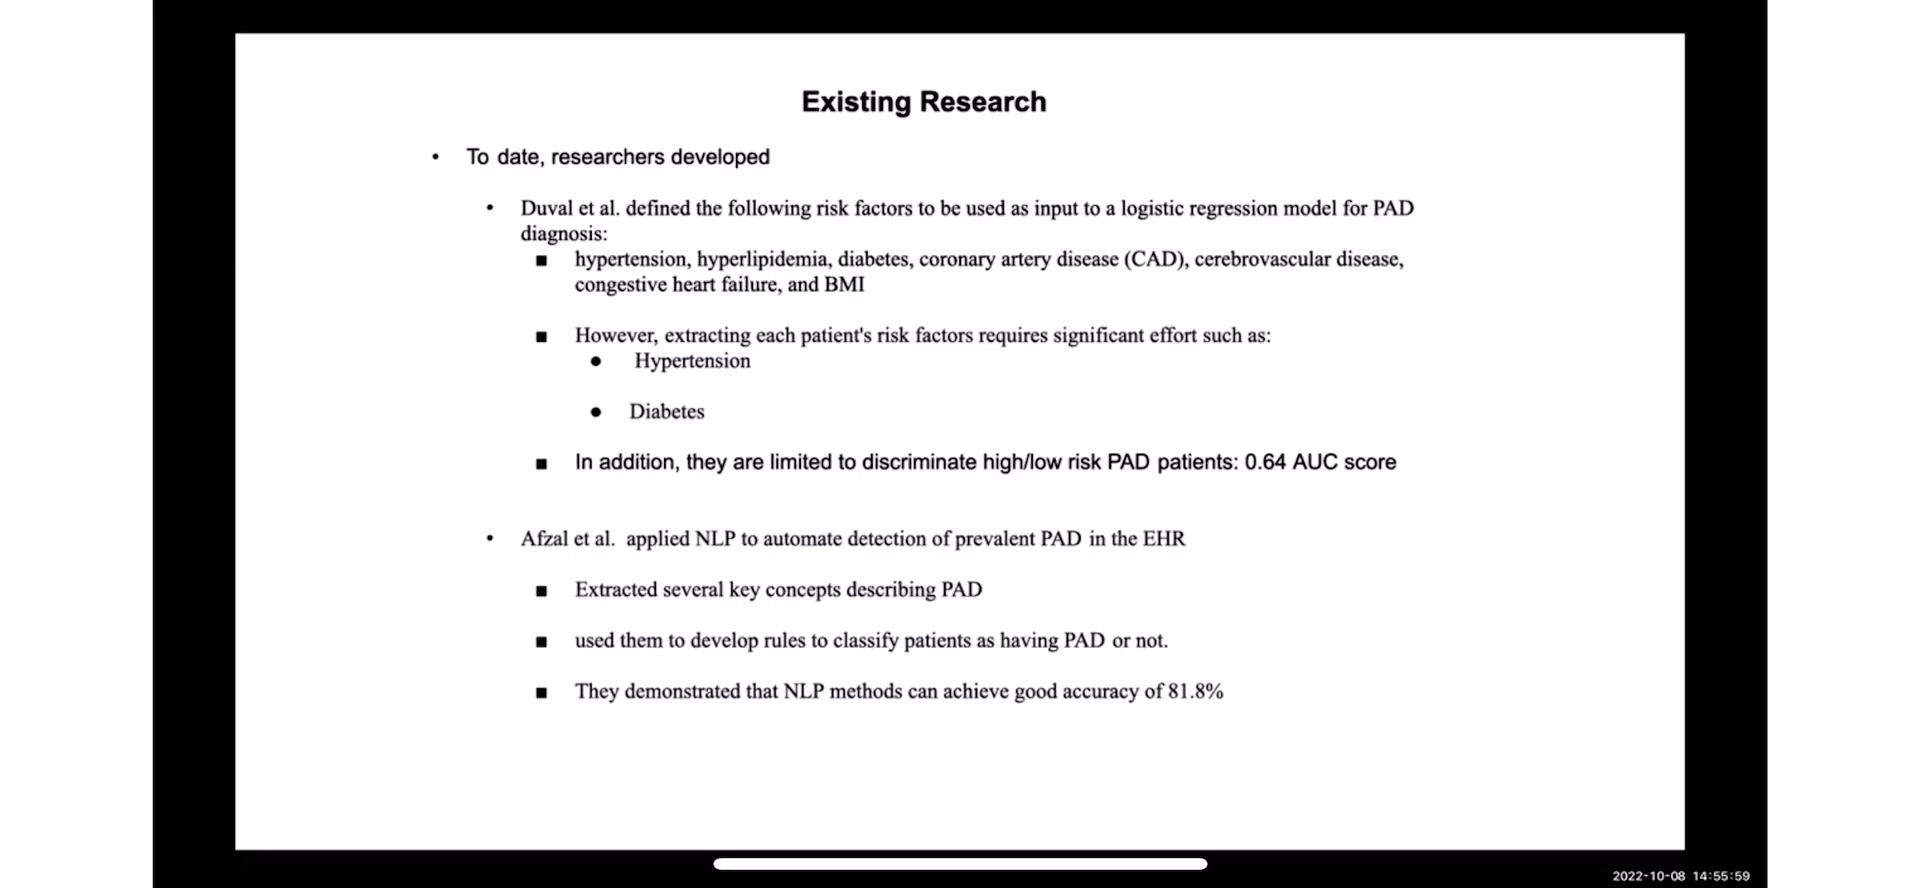 Existing Research
• To date, researchers developed
• Duval et al. defined the following risk factors to be used as input to a logistic regression model for PAD
diagnosis:
■ hypertension, hyperlipidemia, diabetes, coronary artery disease (CAD), cerebrovascular disease,
congestive heart failure, and BMI
■ However, extracting each patient's risk factors requires significant effort such as:
● Hypertension
● Diabetes
■ In addition, they are limited to discriminate high/low risk PAD patients: 0.64 AUC score
• Afzal et al. applied NLP to automate detection of prevalent PAD in the EHR
■ Extracted several key concepts describing PAD
■ used them to develop rules to classify patients as having PAD or not.
■ They demonstrated that NLP methods can achieve good accuracy of 81.8%
2022-10-08 14:55:59